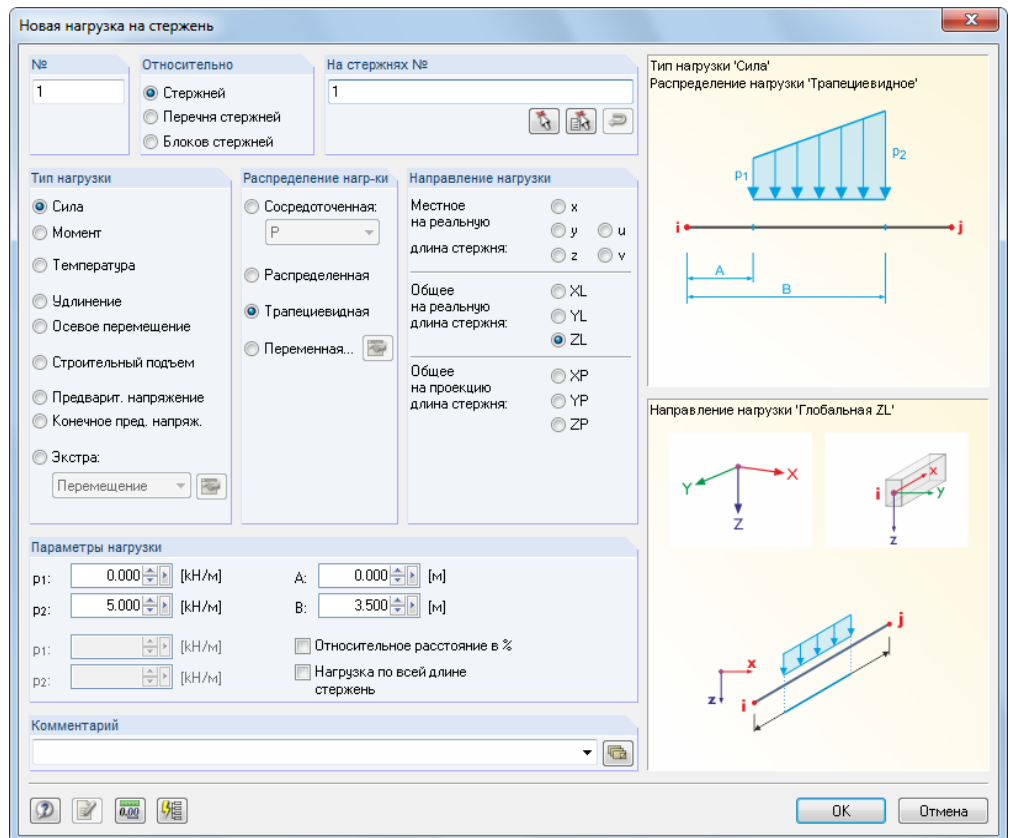 Новая нагрузка на стержень
№
1
Относительно
Стержней
Перечня стержней
Блоков стержней
На стержнях №
1
Тип нагрузки
Сила
Момент
Температура
Удлинение
Осевое перемещение
Строительный подъем
Предварит. напряжение
Конечное пред. напряж.
Экстра:
Перемещение
Распределение нагр-ки
Сосредоточенная:
P
Распределенная
Трапециевидная
Переменная...
Направление нагрузки
Местное
на реальную
длина стержня:
x
y
u
z
v
Общее
на реальную
длина стержня:
XL
YL
ZL
Общее
на проекцию
длина стержня:
XP
YP
ZP
Параметры нагрузки
p1: 0.000 [kН/м]
p2: 5.000 [kН/м]
p1: [kН/м]
p2: [kН/м]
A: 0.000 [м]
B: 3.500 [м]
Относительное расстояние в %
Нагрузка по всей длине
стержень
Комментарий
Тип нагрузки 'Сила'
Распределение нагрузки 'Трапециевидное'
p2
p1
i
j
A
B
Направление нагрузки 'Глобальная ZL'
X
Y
Z
x
i
y
z
j
x
z
i
0.00
OK
Отмена